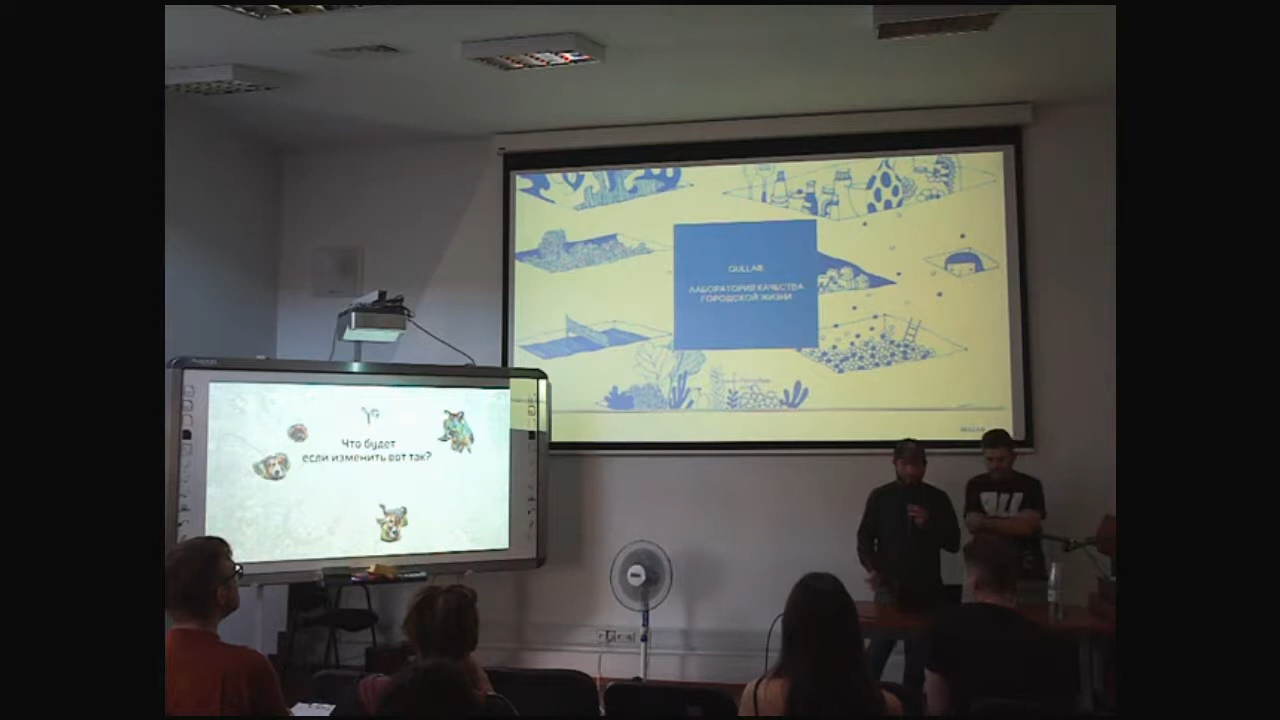 QULLAB
ЛАБОРАТОРИЯ КАЧЕСТВА
ГОРОДСКОЙ ЖИЗНИ
Что будет
если изменить вот так?